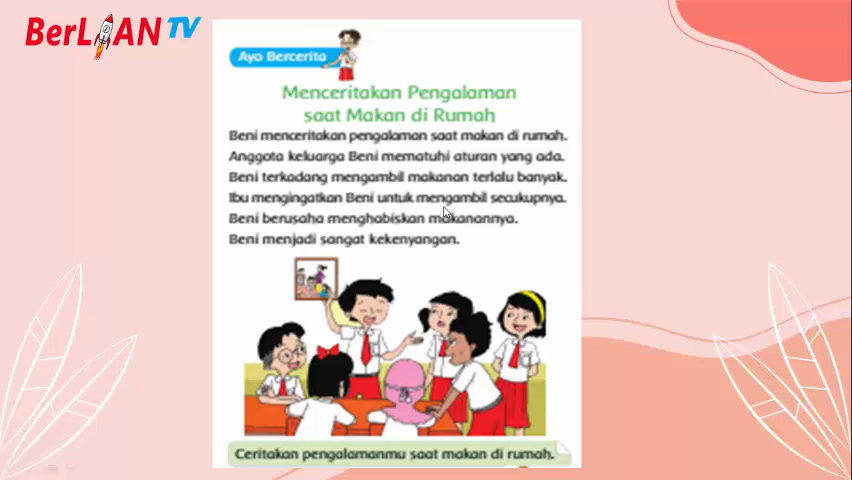 BerLIAN TV
Ayo Bercerita
Menceritakan Pengalaman
saat Makan di Rumah
Beni menceritakan pengalaman saat makan di rumah.
Anggota keluarga Beni mematuhi aturan yang ada.
Beni terkadang mengambil makanan terlalu banyak.
Ibu mengingatkan Beni untuk mengambil secukupnya.
Beni berusaha menghabiskan makanannya.
Beni menjadi sangat kekenyangan.
Ceritakan pengalamanmu saat makan di rumah.